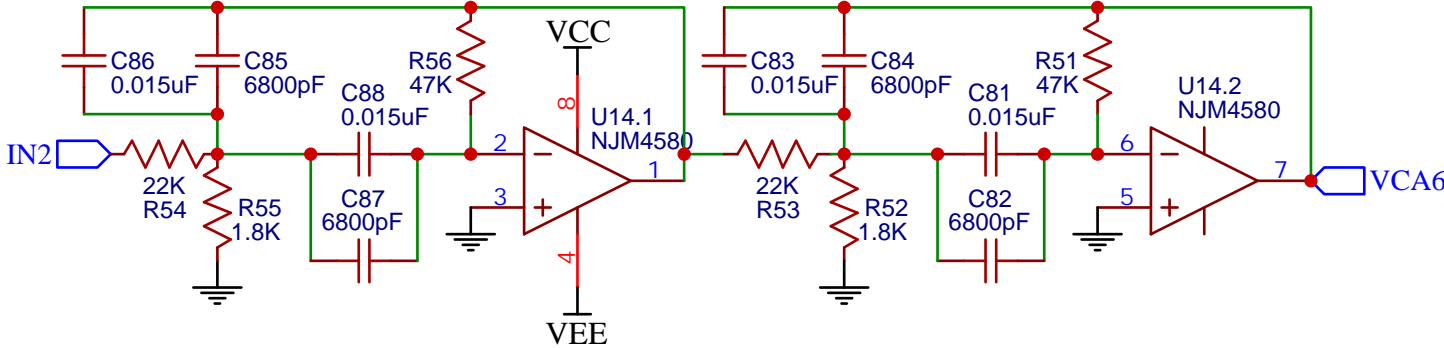 C86
0.015uF
C85
6800pF
R56
47K
VCC
8
C88
0.015uF
U14.1
NJM4580
IN2
22K
R54
R55
1.8K
C87
6800pF
2
3
1
4
VEE
C83
0.015uF
C84
6800pF
R51
47K
C81
0.015uF
U14.2
NJM4580
22K
R53
R52
1.8K
C82
6800pF
6
5
7
VCA6